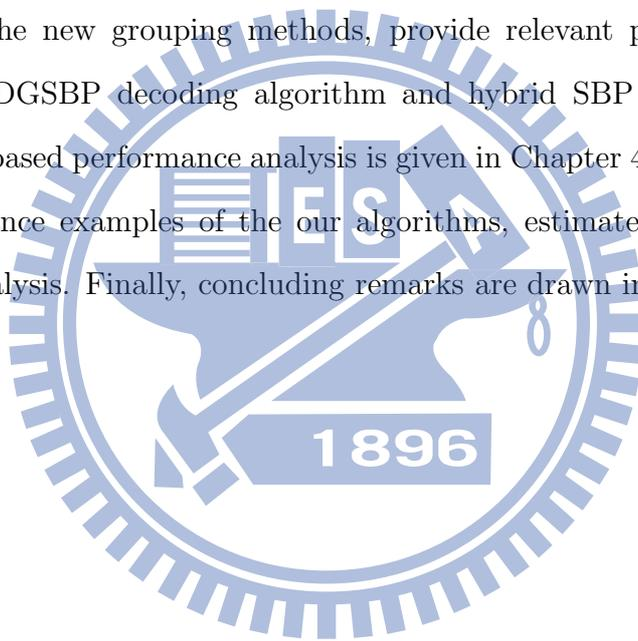 he new grouping methods, provide relevant p
DGSBP decoding algorithm and hybrid SBP
based performance analysis is given in Chapter 4
nce examples of the our algorithms, estimate
alysis. Finally, concluding remarks are drawn in
E S A
1896